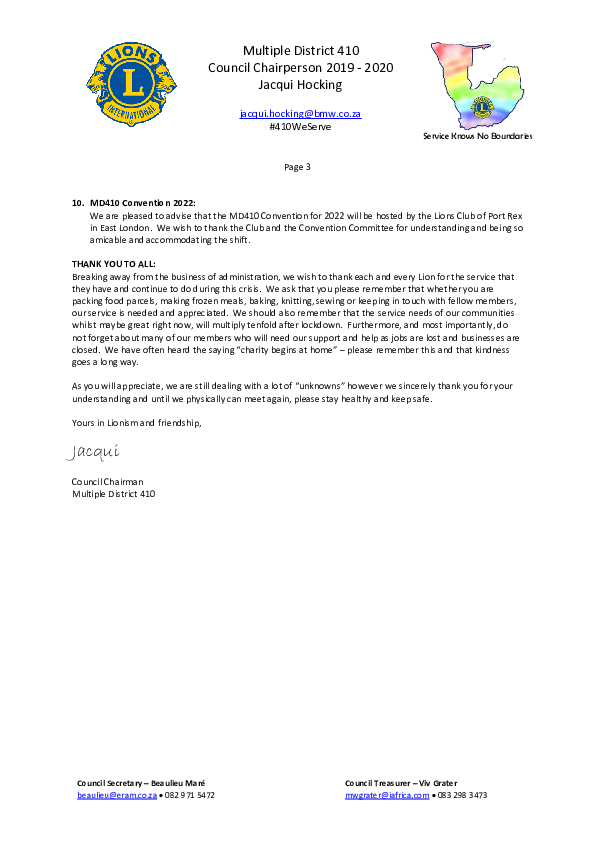 LIONS
L
INTERNATIONAL
Multiple District 410
Council Chairperson 2019 - 2020
Jacqui Hocking
jacqui.hocking@bmw.co.za
#410WeServe
Service Knows No Boundaries
Page 3
10. MD410 Convention 2022:
We are pleased to advise that the MD410 Convention for 2022 will be hosted by the Lions Club of Port Rex
in East London. We wish to thank the Club and the Convention Committee for understanding and being so
amicable and accommodating the shift.
THANK YOU TO ALL:
Breaking away from the business of administration, we wish to thank each and every Lion for the service that
they have and continue to do during this crisis. We ask that you please remember that whether you are
packing food parcels, making frozen meals, baking, knitting, sewing or keeping in touch with fellow members,
our service is needed and appreciated. We should also remember that the service needs of our communities
whilst maybe great right now, will multiply tenfold after lockdown. Furthermore, and most importantly, do
not forget about many of our members who will need our support and help as jobs are lost and businesses are
closed. We have often heard the saying “charity begins at home” – please remember this and that kindness
goes a long way.
As you will appreciate, we are still dealing with a lot of “unknowns” however we sincerely thank you for your
understanding and until we physically can meet again, please stay healthy and keep safe.
Yours in Lionism and friendship,
Jacqui
Council Chairman
Multiple District 410
Council Secretary – Beaulieu Maré
beaulieu@eram.co.za • 082 971 5472
Council Treasurer – Viv Grater
mwgrater@iafrica.com • 083 298 3473